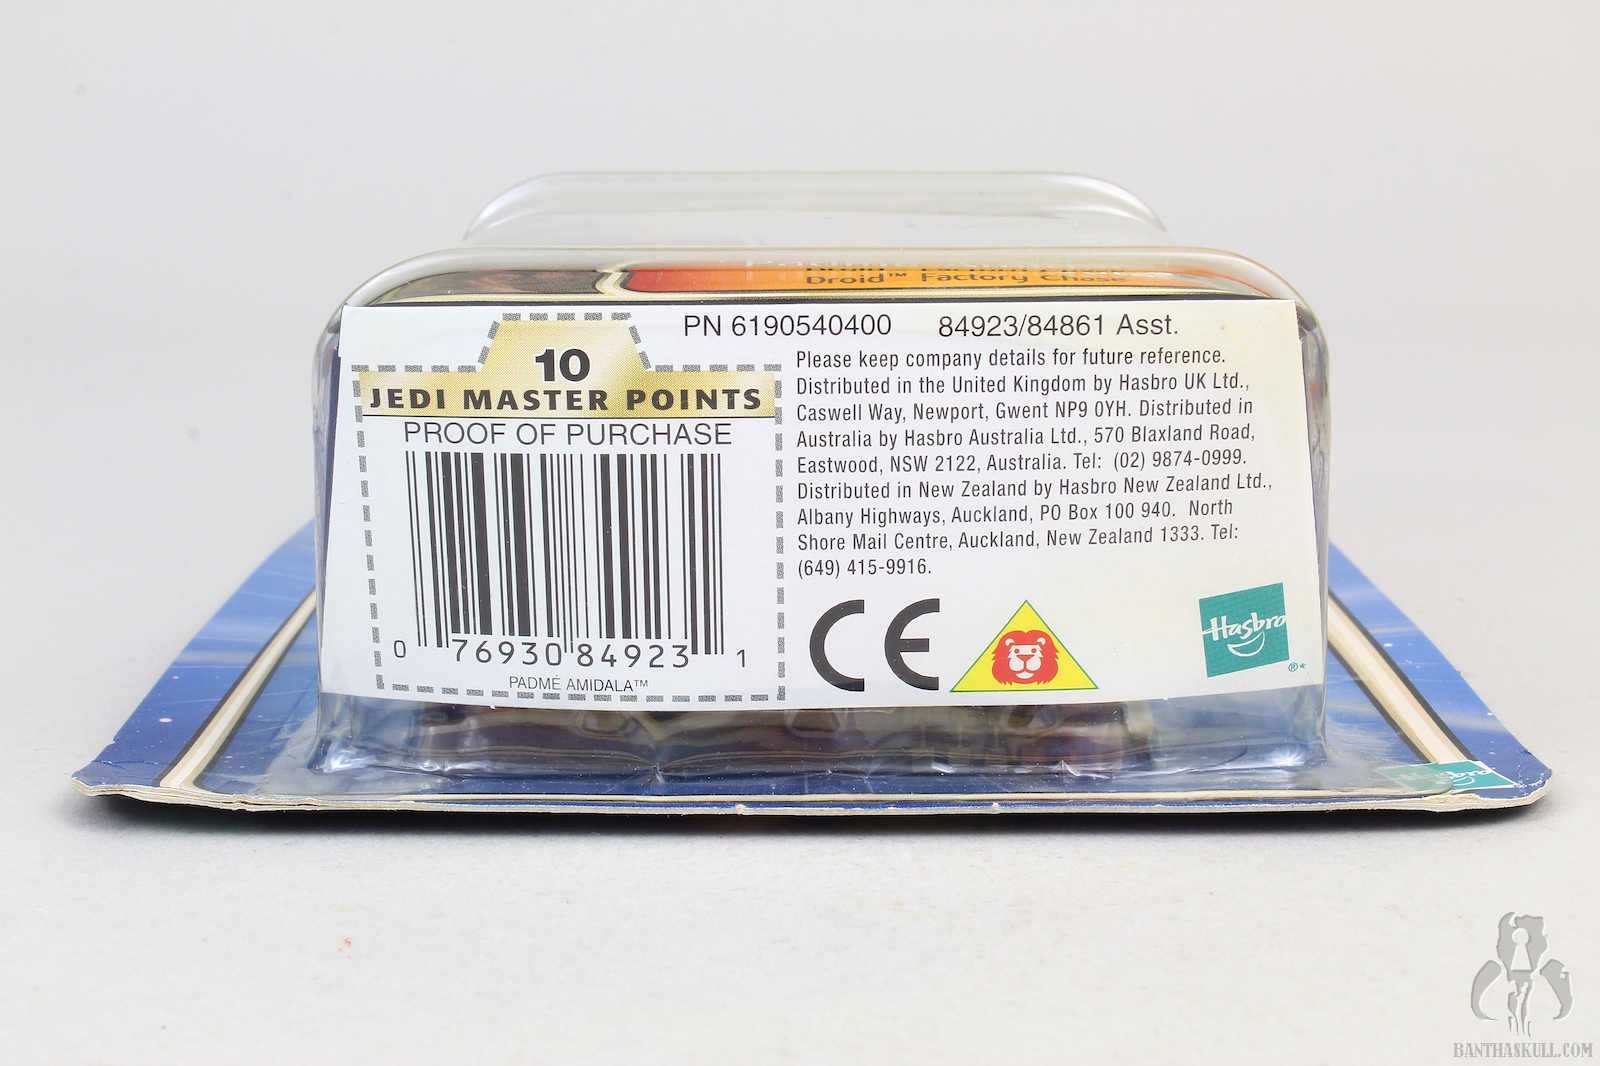 Droid™ Factory Chase
PN 6190540400 84923/84861 Asst.
10
JEDI MASTER POINTS
PROOF OF PURCHASE
0 76930 84923 1
PADMÉ AMIDALA™
Please keep company details for future reference.
Distributed in the United Kingdom by Hasbro UK Ltd.,
Caswell Way, Newport, Gwent NP9 0YH. Distributed in
Australia by Hasbro Australia Ltd., 570 Blaxland Road,
Eastwood, NSW 2122, Australia. Tel: (02) 9874-0999.
Distributed in New Zealand by Hasbro New Zealand Ltd.,
Albany Highways, Auckland, PO Box 100 940. North
Shore Mail Centre, Auckland, New Zealand 1333. Tel:
(649) 415-9916.
CE
Hasbro
®*
BANTHASKULL.COM